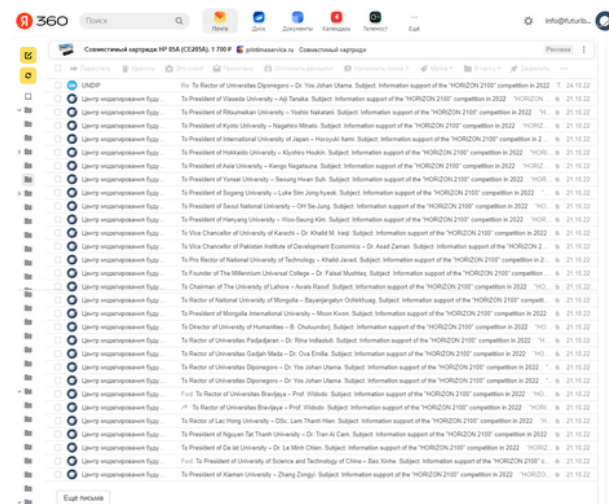 Я 360 Поиск Почта Диск Документы Календарь Телемост Ещё info@futurib...
Совместимый картридж HP 85A (CE285A). 1 700 ₽ printtimeservice.ru Совместимый картридж Реклама
Переслать Удалить Это спам! Прочитано
UNDIP Re: To Rector of Universitas Diponegoro – Dr. Yos Johan Utama. Subject: Information support of the "HORIZON 2100" competition in 2022 T. 24.10.22
Центр моделирования буду... To President of Waseda University – Aiji Tanaka. Subject: Information support of the "HORIZON 2100" competition in 2022 "HORIZON ... 21.10.22
Центр моделирования буду... To President of Ritsumeikan University – Yoshio Nakatani. Subject: Information support of the "HORIZON 2100" competition in 2022 "H... 21.10.22
Центр моделирования буду... To President of Kyoto University – Nagahiro Minato. Subject: Information support of the "HORIZON 2100" competition in 2022 "HORIZ... 21.10.22
Центр моделирования буду... To President of International University of Japan – Hiroyuki Itami. Subject: Information support of the "HORIZON 2100" competition in 2... 21.10.22
Центр моделирования буду... To President of Hokkaido University – Kiyohiro Houkin. Subject: Information support of the "HORIZON 2100" competition in 2022 "HORI... 21.10.22
Центр моделирования буду... To President of Asia University – Kengo Nagatsuna. Subject: Information support of the "HORIZON 2100" competition in 2022 "HORIZ... 21.10.22
Центр моделирования буду... To President of Yonsei University – Seoung Hwan Suh. Subject: Information support of the "HORIZON 2100" competition in 2022 "HOR... 21.10.22
Центр моделирования буду... To President of Sogang University – Luke Sim Jong-hyeok. Subject: Information support of the "HORIZON 2100" competition in 2022 "... 21.10.22
Центр моделирования буду... To President of Seoul National University – OH Se-Jung. Subject: Information support of the "HORIZON 2100" competition in 2022 "HO... 21.10.22
Центр моделирования буду... To President of Hanyang University – Woo-Seung Kim. Subject: Information support of the "HORIZON 2100" competition in 2022 "HOR... 21.10.22
Центр моделирования буду... To Vice Chancellor of University of Karachi – Dr. Khalid M. Iraqi. Subject: Information support of the "HORIZON 2100" competition in 2022 ... 21.10.22
Центр моделирования буду... To Vice Chancellor of Pakistan Institute of Development Economics – Dr. Asad Zaman. Subject: Information support of the "HORIZON 2... 21.10.22
Центр моделирования буду... To Pro Rector of National University of Technology – Khalid Javed. Subject: Information support of the "HORIZON 2100" competition in 2... 21.10.22
Центр моделирования буду... To Founder of The Millennium Universal College – Dr. Faisal Mushtaq. Subject: Information support of the "HORIZON 2100" competition ... 21.10.22
Центр моделирования буду... To Chairman of The University of Lahore – Awais Raoof. Subject: Information support of the "HORIZON 2100" competition in 2022 "HO... 21.10.22
Центр моделирования буду... To Rector of National University of Mongolia – Bayanjargalyn Ochirkhuyag. Subject: Information support of the "HORIZON 2100" competit... 21.10.22
Центр моделирования буду... To President of Mongolia International University – Moon Kwon. Subject: Information support of the "HORIZON 2100" competition in 2022 ... 21.10.22
Центр моделирования буду... To Director of University of Humanities – B. Chuluundorj. Subject: Information support of the "HORIZON 2100" competition in 2022 "HO... 21.10.22
Центр моделирования буду... To Rector of Universitas Padjadjaran – Dr. Rina Indiastuti. Subject: Information support of the "HORIZON 2100" competition in 2022 "H... 21.10.22
Центр моделирования буду... To Rector of Universitas Gadjah Mada – Dr. Ova Emilia. Subject: Information support of the "HORIZON 2100" competition in 2022 "HO... 21.10.22
Центр моделирования буду... To Rector of Universitas Diponegoro – Dr. Yos Johan Utama. Subject: Information support of the "HORIZON 2100" competition in 2022 "... 21.10.22
Центр моделирования буду... To Rector of Universitas Diponegoro – Dr. Yos Johan Utama. Subject: Information support of the "HORIZON 2100" competition in 2022 "... 21.10.22
Центр моделирования буду... Fwd: To Rector of Universitas Brawijaya – Prof. Widodo. Subject: Information support of the "HORIZON 2100" competition in 2022 "HO... 21.10.22
Центр моделирования буду... To Rector of Universitas Brawijaya – Prof. Widodo. Subject: Information support of the "HORIZON 2100" competition in 2022 "HORI... 21.10.22
Центр моделирования буду... To Rector of Lac Hong University – DSc. Lam Thanh Hien. Subject: Information support of the "HORIZON 2100" competition in 2022 "H... 21.10.22
Центр моделирования буду... To President of Nguyen Tat Thanh University – Dr. Tran Ai Cam. Subject: Information support of the "HORIZON 2100" competition in 2022 21.10.22
Центр моделирования буду... To President of Da lat University – Dr. Le Minh Chien. Subject: Information support of the "HORIZON 2100" competition in 2022 "HOR... 21.10.22
Центр моделирования буду... Fwd: To President of University of Science and Technology of China – Bao Xinhe. Subject: Information support of the "HORIZON 2100" c... 21.10.22
Центр моделирования буду... To President of Xiamen University – Zhang Zongyi. Subject: Information support of the "HORIZON 2100" competition in 2022 "HORIZO... 21.10.22
Ещё письма